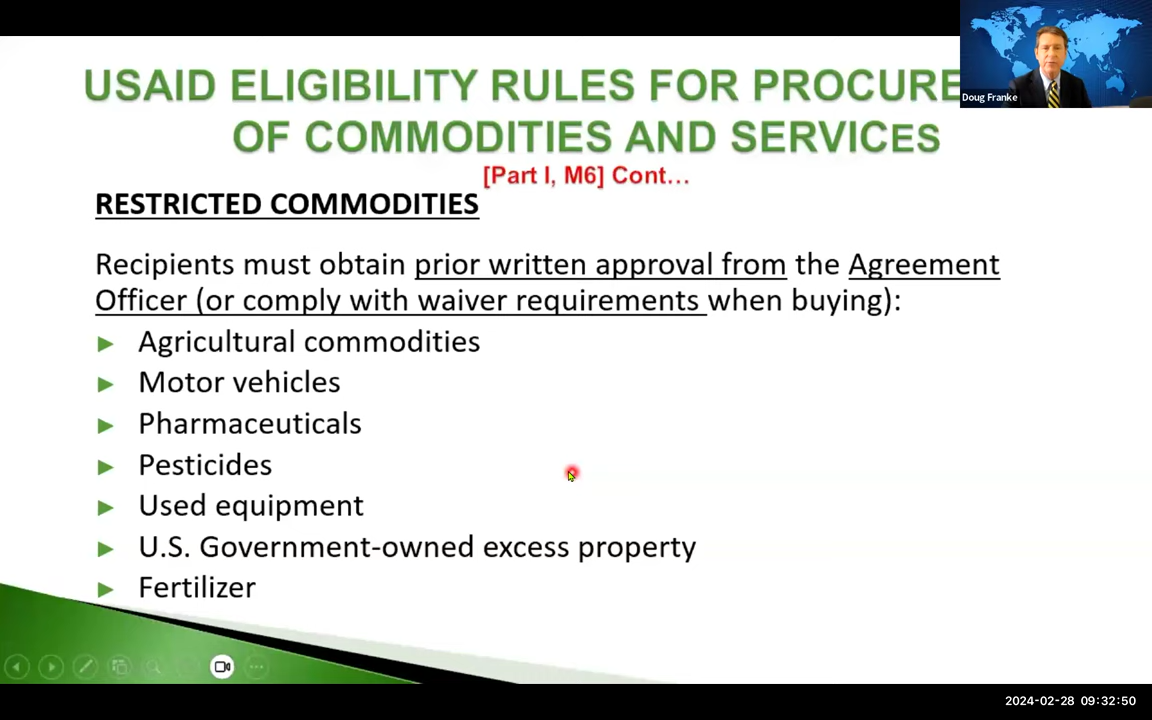 USAID ELIGIBILITY RULES FOR PROCURE
OF COMMODITIES AND SERVICES
[Part I, M6] Cont...
RESTRICTED COMMODITIES
Recipients must obtain prior written approval from the Agreement
Officer (or comply with waiver requirements when buying):
Agricultural commodities
Motor vehicles
Pharmaceuticals
Pesticides
Used equipment
U.S. Government-owned excess property
Fertilizer
Doug Franke
2024-02-28 09:32:50